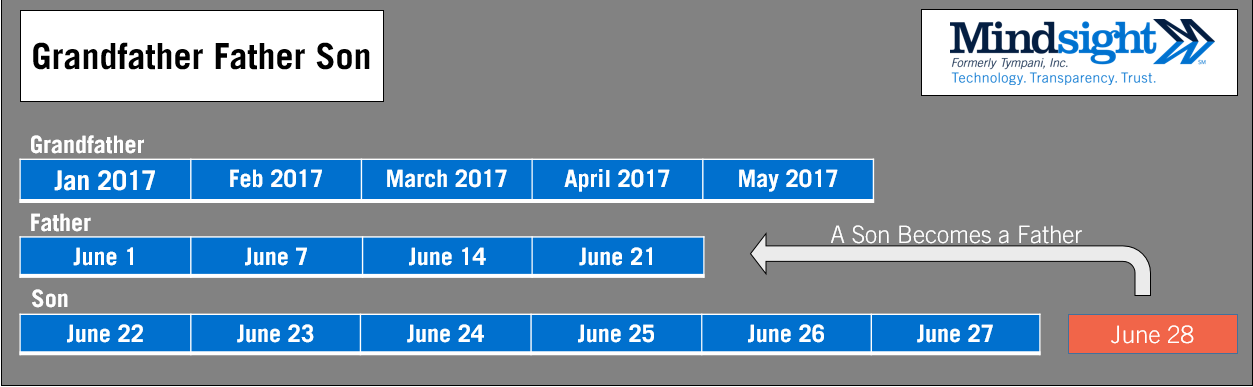 Grandfather Father Son
Mindsight
SM
Formerly Tympani, Inc.
Technology. Transparency. Trust.
Grandfather
Jan 2017 Feb 2017 March 2017 April 2017 May 2017
Father
June 1 June 7 June 14 June 21
A Son Becomes a Father
Son
June 22 June 23 June 24 June 25 June 26 June 27 June 28